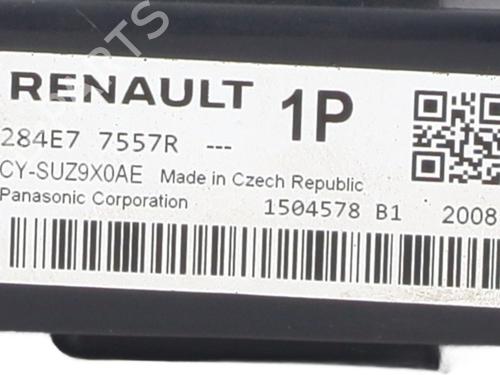 RENAULT 1P
284E7 7557R ---
CY-SUZ9X0AE Made in Czech Republic
Panasonic Corporation 1504578 B1 2008